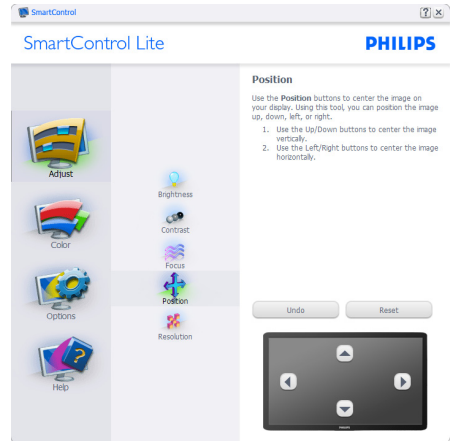 SmartControl
? ×
SmartControl Lite
PHILIPS
Adjust
Color
Options
Help
Brightness
Contrast
Focus
Position
Resolution
Position
Use the Position buttons to center the image on
your display. Using this tool, you can position the image
up, down, left, or right.
1. Use the Up/Down buttons to center the image
vertically.
2. Use the Left/Right buttons to center the image
horizontally.
Undo
Reset
PHILIPS